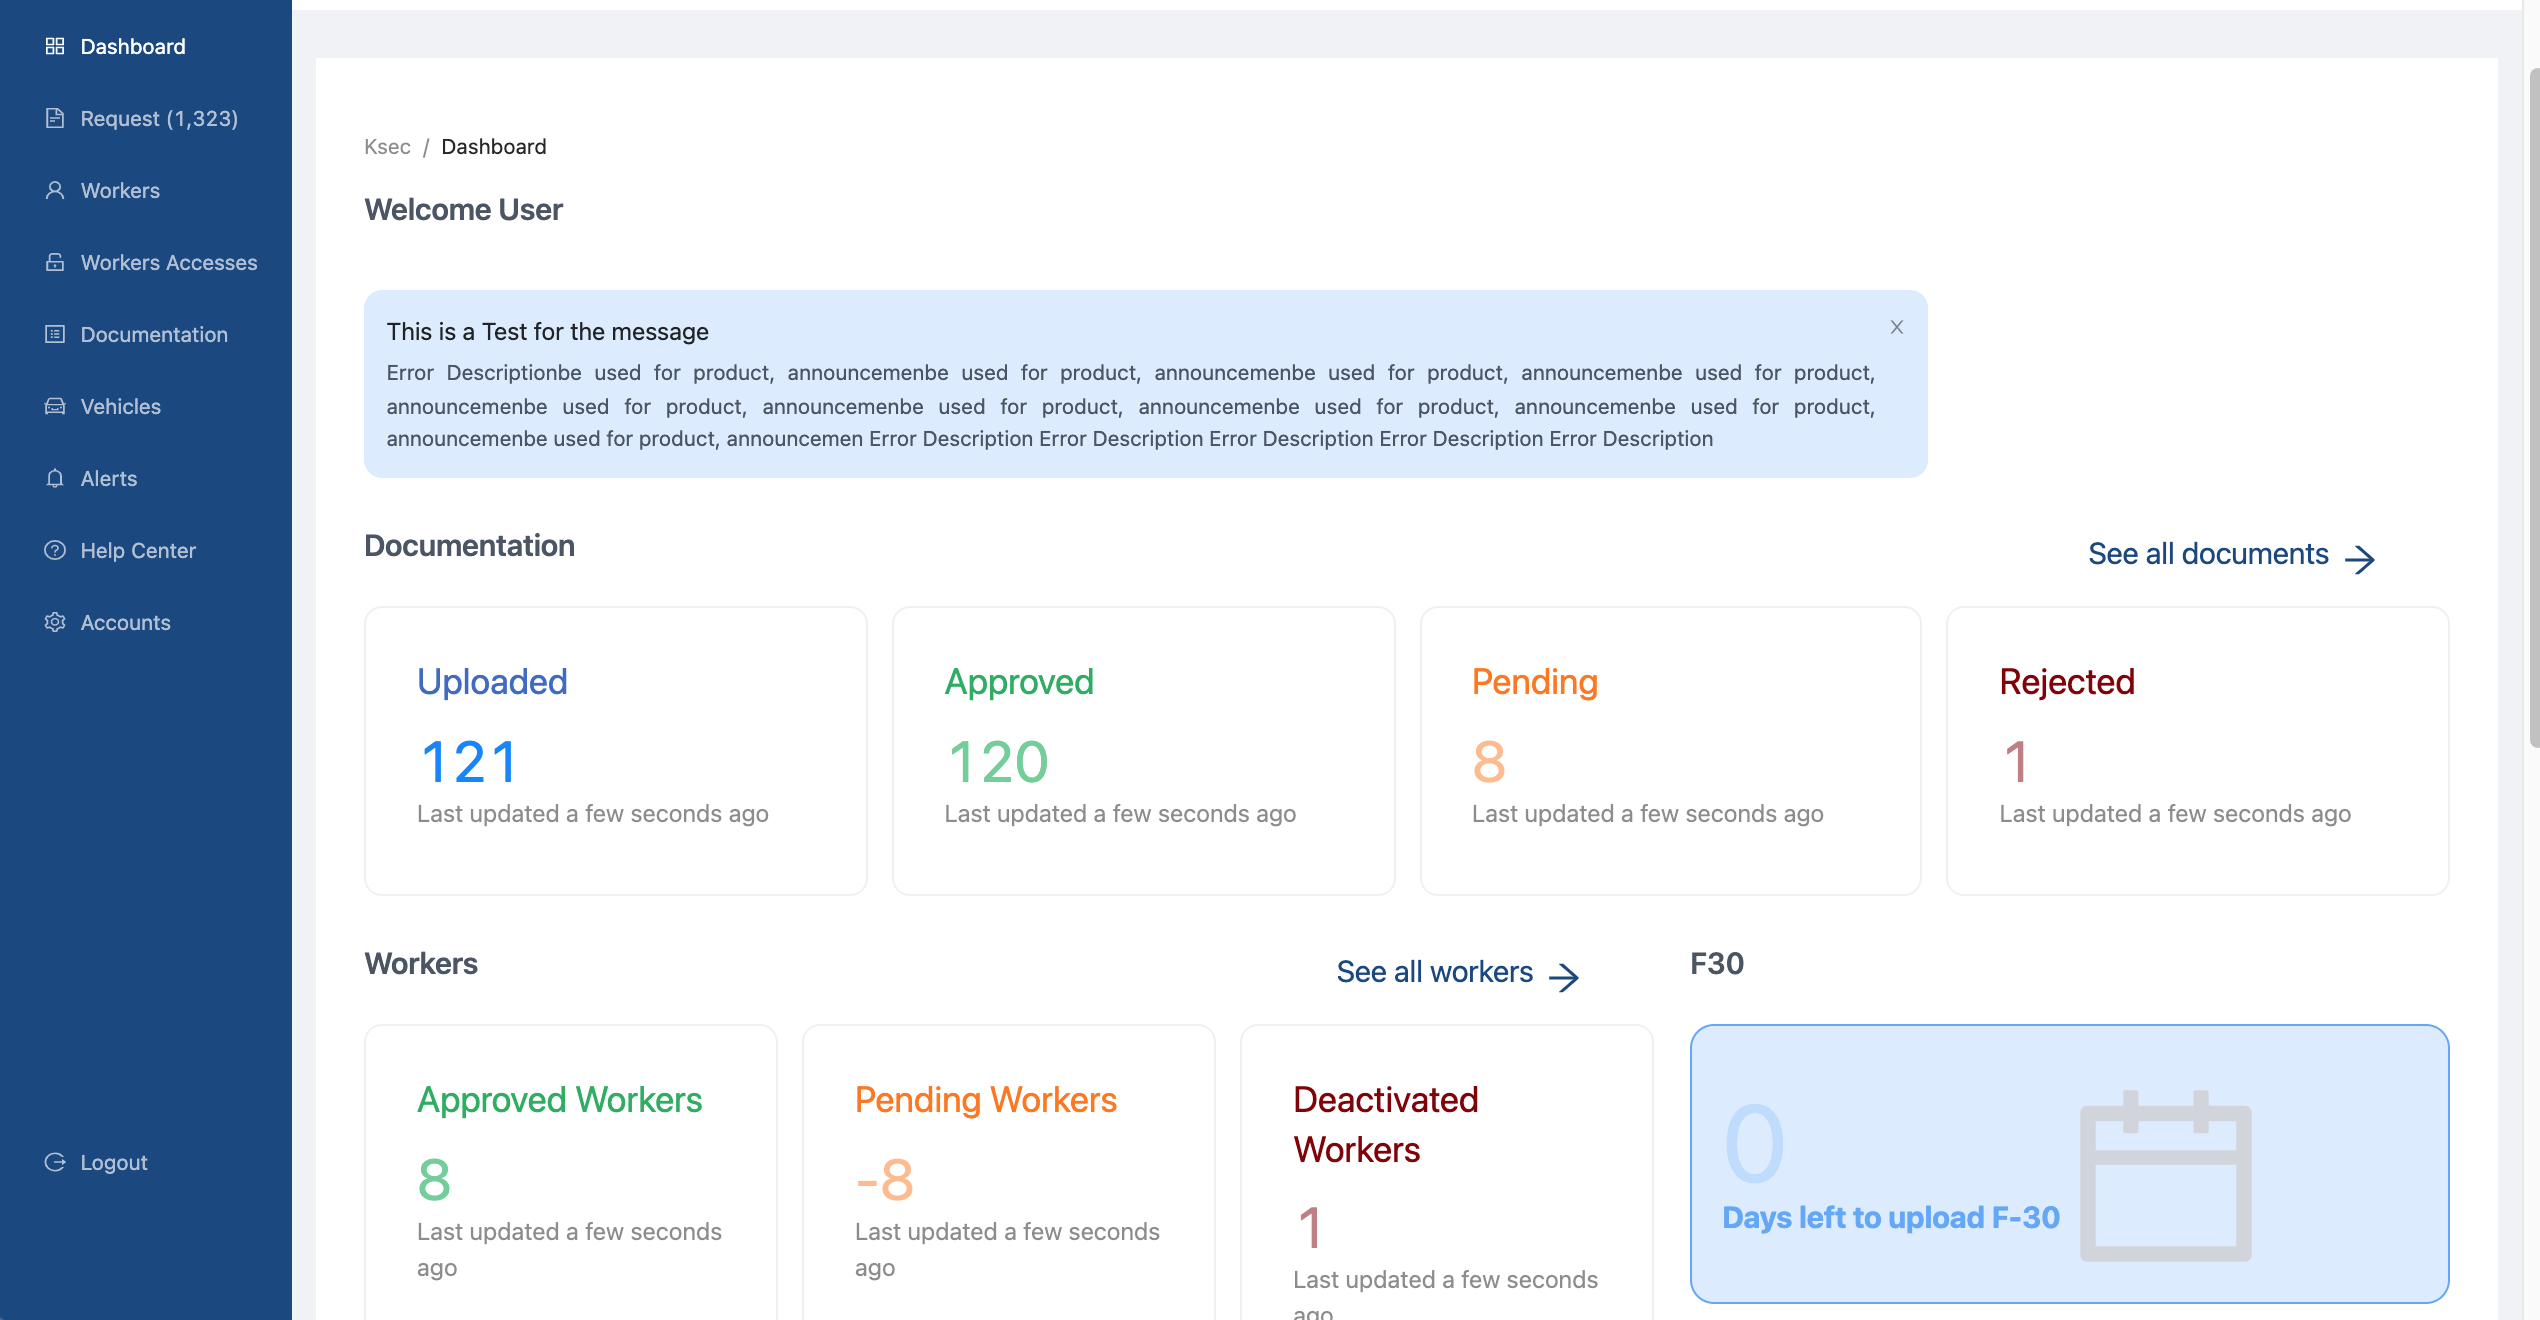 Dashboard
Request (1,323)
Workers
Workers Accesses
Documentation
Vehicles
Alerts
Help Center
Accounts
Logout
Ksec / Dashboard
Welcome User
This is a Test for the message
X
Error Descriptionbe used for product, announcemenbe used for product, announcemenbe used for product, announcemenbe used for product,
announcemenbe used for product, announcemenbe used for product, announcemenbe used for product, announcemenbe used for product,
announcemenbe used for product, announcemen Error Description Error Description Error Description Error Description Error Description
Documentation
See all documents
Uploaded
121
Last updated a few seconds ago
Approved
120
Last updated a few seconds ago
Pending
8
Last updated a few seconds ago
Rejected
1
Last updated a few seconds ago
Workers
See all workers
Approved Workers
8
Last updated a few seconds
ago
Pending Workers
-8
Last updated a few seconds
ago
Deactivated
Workers
1
Last updated a few seconds
ago
F30
0
Days left to upload F-30